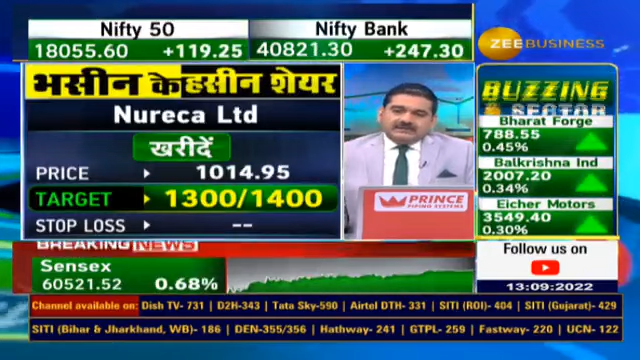 Nifty 50
18055.60 +119.25
Nifty Bank
40821.30 +247.30
ZEE BUSINESS
भसीन के हसीन शेयर
Nureca Ltd
खरीदें
PRICE 1014.95
TARGET 1300/1400
STOP LOSS --
PRINCE
PIPING SYSTEMS
BUZZING
SECTOR
Bharat Forge
788.55
0.45%
Balkrishna Ind
2007.20
0.34%
Eicher Motors
3549.40
0.30%
BREAKING NEWS
Sensex
60521.52 0.68%
Follow us on
13:09:2022
Channel available on: Dish TV- 731 | D2H-343 | Tata Sky-590 | Airtel DTH- 331 | SITI (ROI)- 404 | SITI (Gujarat)- 429
SITI (Bihar & Jharkhand, WB)- 186 | DEN-355/356 | Hathway- 241 | GTPL- 259 | Fastway- 220 | UCN- 122